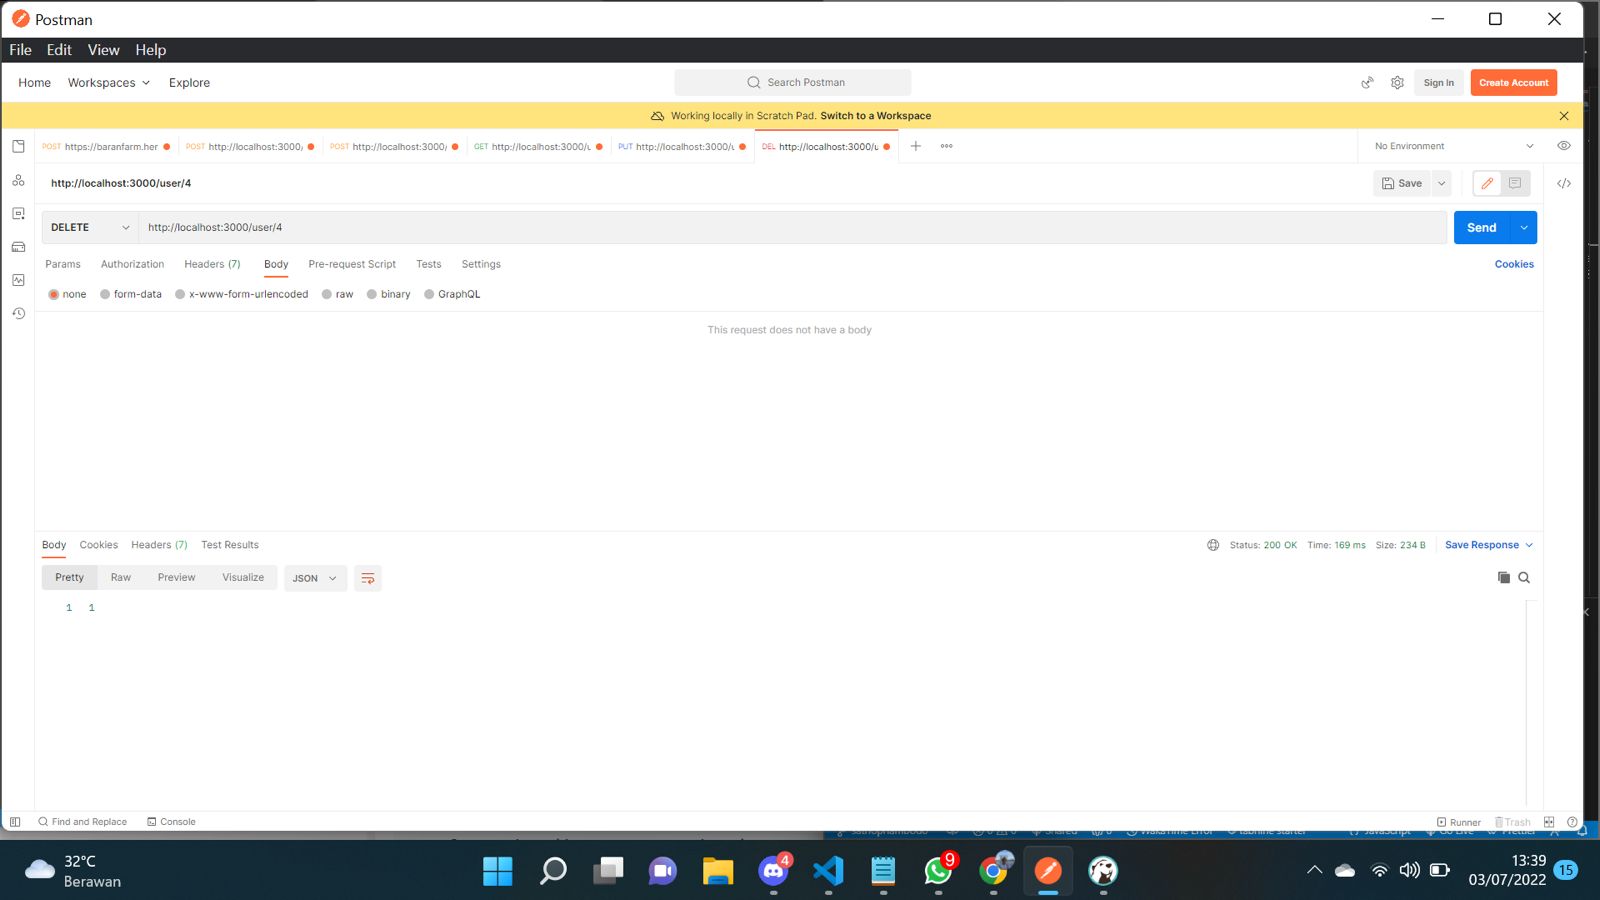 Postman
File Edit View Help
Home Workspaces Explore Search Postman Sign In Create Account
Working locally in Scratch Pad. Switch to a Workspace
POST https://baranfarm.her POST http://localhost:3000/ POST http://localhost:3000/ GET http://localhost:3000/u PUT http://localhost:3000/u DEL http://localhost:3000/u No Environment
http://localhost:3000/user/4 Save
DELETE http://localhost:3000/user/4 Send
Params Authorization Headers (7) Body Pre-request Script Tests Settings Cookies
none form-data x-www-form-urlencoded raw binary GraphQL
This request does not have a body
Body Cookies Headers (7) Test Results Status: 200 OK Time: 169 ms Size: 234 B Save Response
Pretty Raw Preview Visualize JSON
1 1
Find and Replace Console Runner Trash
4 9
32°C 13:39
Berawan 03/07/2022 15